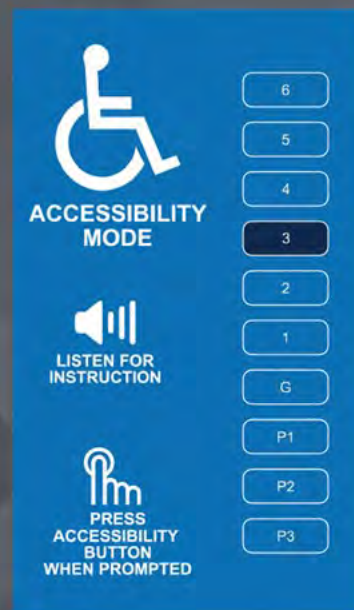 ACCESSIBILITY
MODE
LISTEN FOR
INSTRUCTION
PRESS
ACCESSIBILITY
BUTTON
WHEN PROMPTED
6
5
4
3
2
1
G
P1
P2
P3